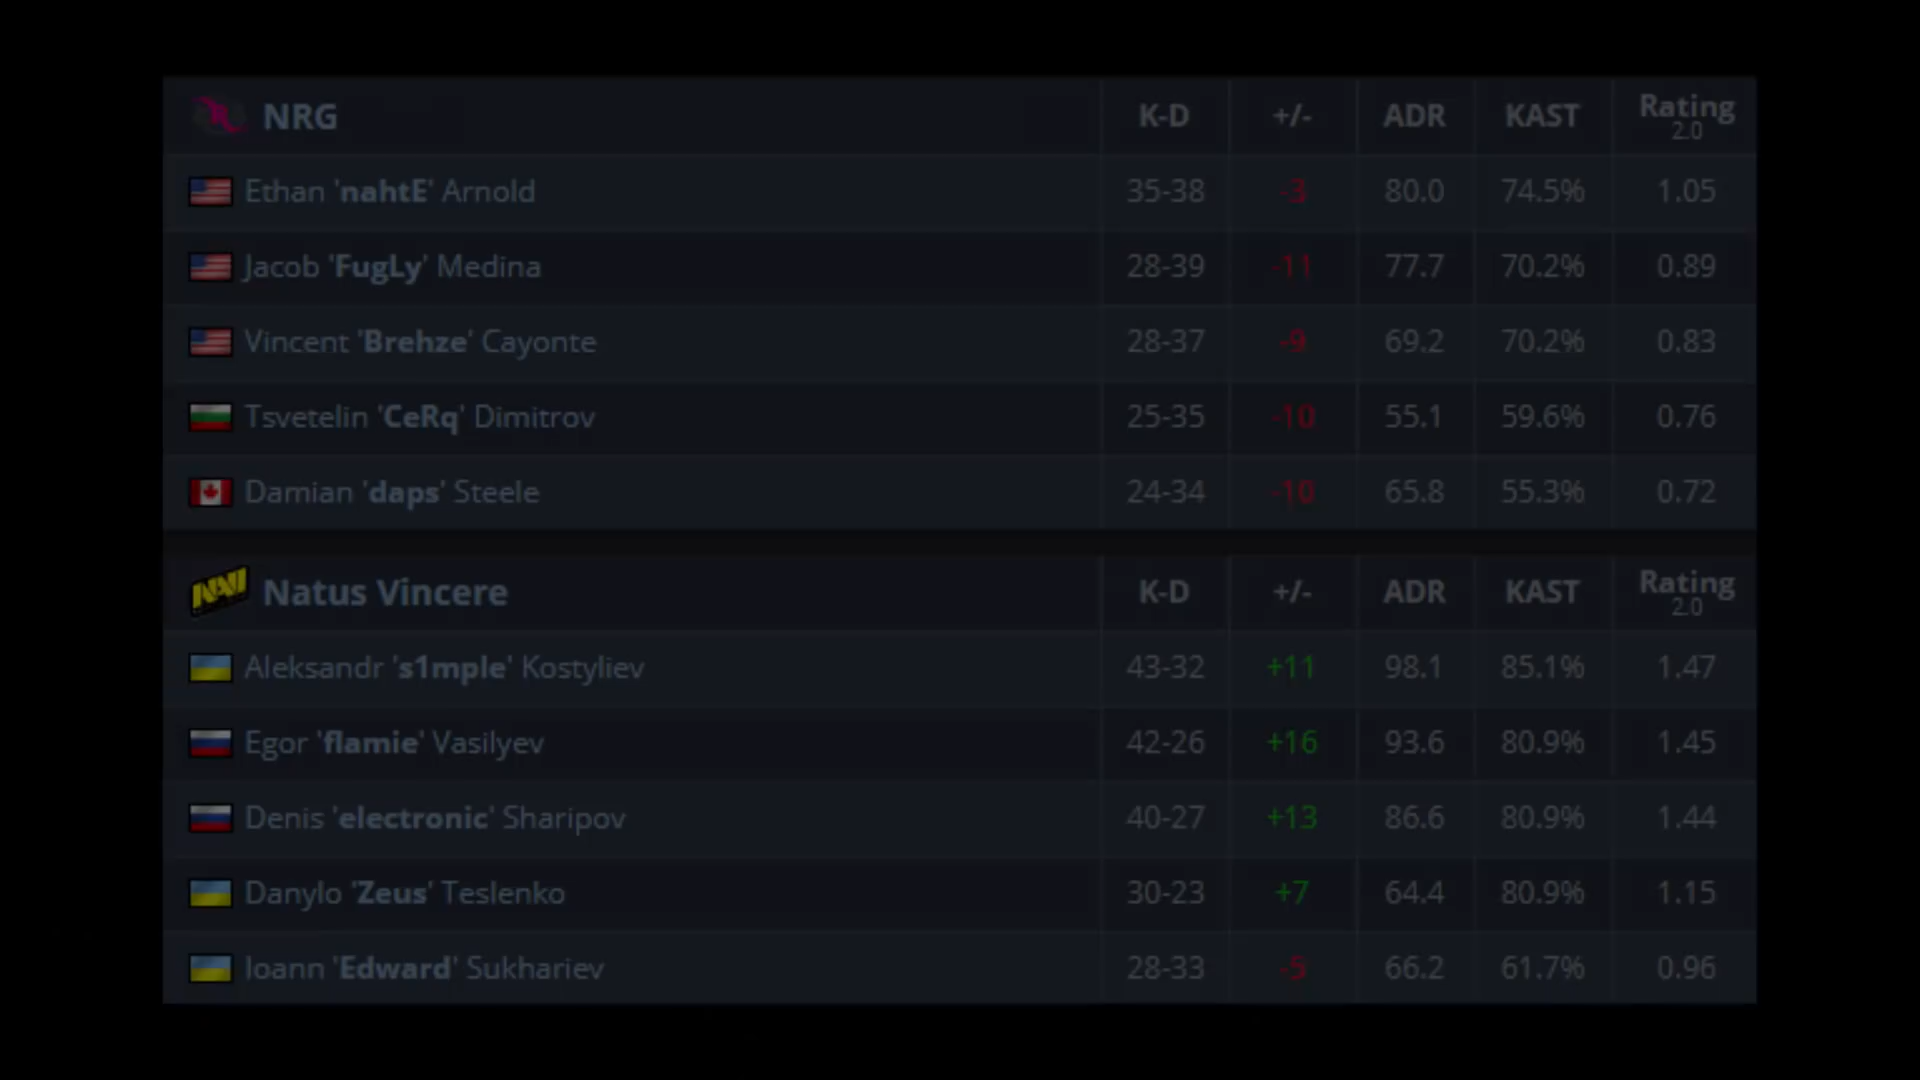 NRG K-D +/- ADR KAST Rating 2.0
Ethan 'nahtE' Arnold 35-38 -3 80.0 74.5% 1.05
Jacob 'FugLy' Medina 28-39 -11 77.7 70.2% 0.89
Vincent 'Brehze' Cayonte 28-37 -9 69.2 70.2% 0.83
Tsvetelin 'CeRq' Dimitrov 25-35 -10 55.1 59.6% 0.76
Damian 'daps' Steele 24-34 -10 65.8 55.3% 0.72
NAVI Natus Vincere K-D +/- ADR KAST Rating 2.0
Aleksandr 's1mple' Kostyliev 43-32 +11 98.1 85.1% 1.47
Egor 'flamie' Vasilyev 42-26 +16 93.6 80.9% 1.45
Denis 'electronic' Sharipov 40-27 +13 86.6 80.9% 1.44
Danylo 'Zeus' Teslenko 30-23 +7 64.4 80.9% 1.15
Ioann 'Edward' Sukhariev 28-33 -5 66.2 61.7% 0.96